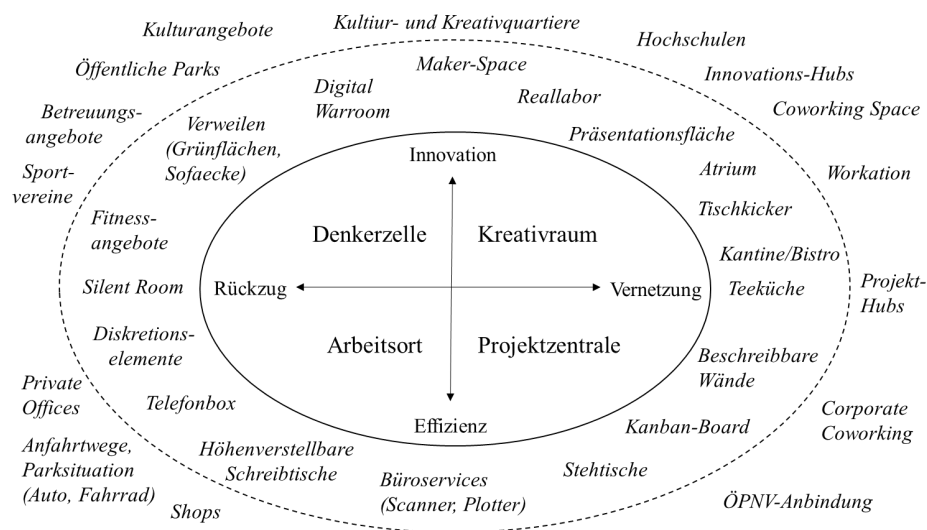 Kultiur- und Kreativquartiere
Kulturangebote
Hochschulen
Öffentliche Parks
Maker-Space
Innovations-Hubs
Digital
Warroom
Reallabor
Coworking Space
Betreuungs-
angebote
Verweilen
(Grünflächen,
Sofaecke)
Präsentationsfläche
Innovation
Sport-
vereine
Atrium
Workation
Fitness-
angebote
Tischkicker
Denkerzelle
Kreativraum
Kantine/Bistro
Silent Room
Rückzug
Vernetzung
Teeküche
Projekt-
Hubs
Diskretions-
elemente
Arbeitsort
Projektzentrale
Beschreibbare
Wände
Private
Offices
Telefonbox
Effizienz
Kanban-Board
Corporate
Coworking
Anfahrtwege,
Parksituation
(Auto, Fahrrad)
Höhenverstellbare
Schreibtische
Büroservices
(Scanner, Plotter)
Stehtische
Shops
ÖPNV-Anbindung